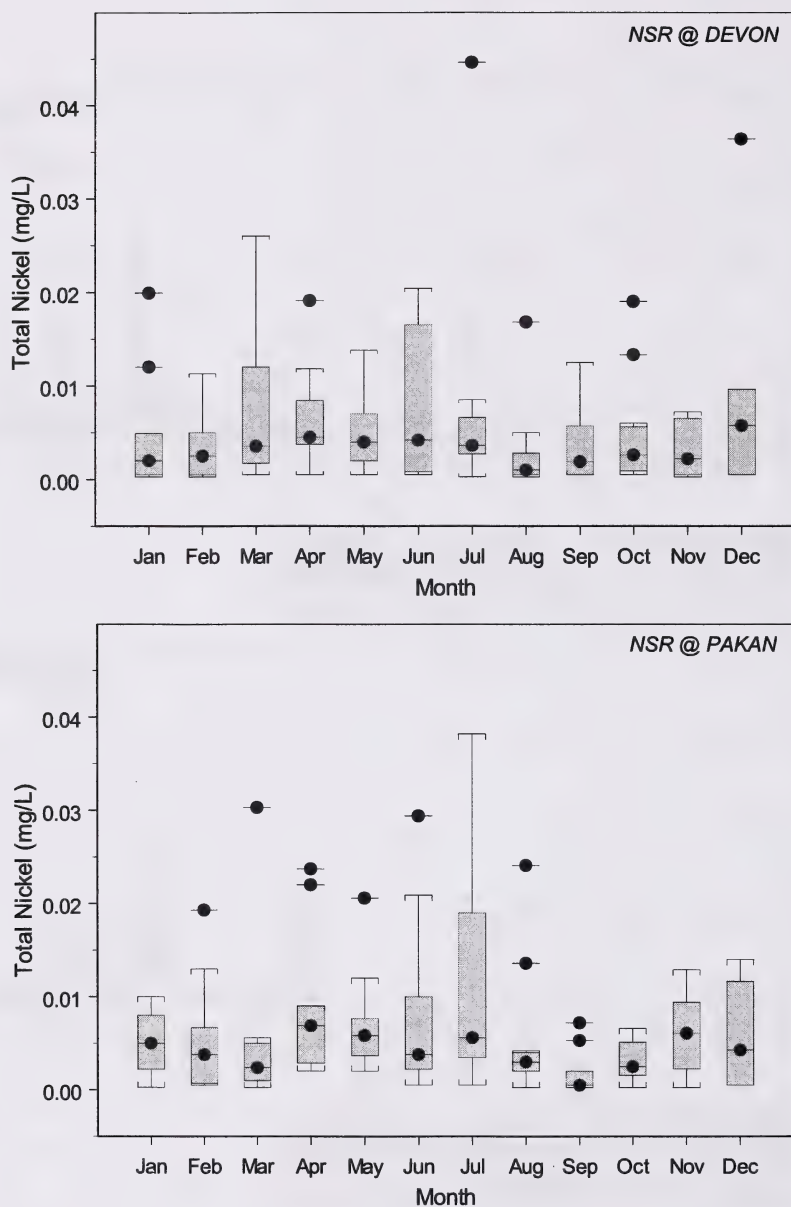 NSR @ DEVON
Total Nickel (mg/L)
0.04
0.03
0.02
0.01
0.00
Jan Feb Mar Apr May Jun Jul Aug Sep Oct Nov Dec
Month
NSR @ PAKAN
Total Nickel (mg/L)
0.04
0.03
0.02
0.01
0.00
Jan Feb Mar Apr May Jun Jul Aug Sep Oct Nov Dec
Month